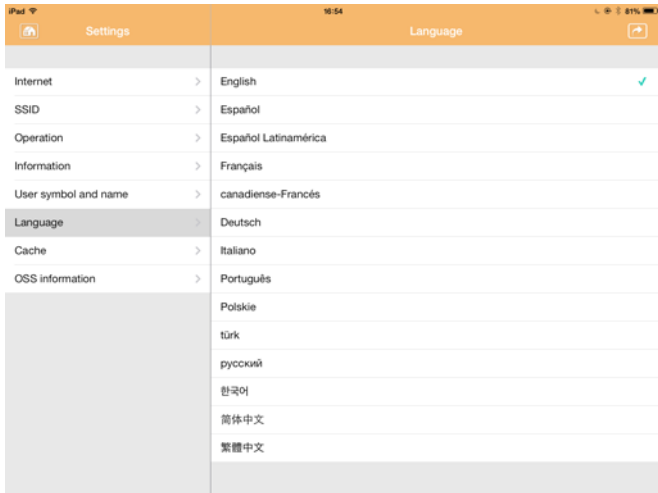 iPad 16:54 81%
Settings
Language
Internet
SSID
Operation
Information
User symbol and name
Language
Cache
OSS information
English
Español
Español Latinamérica
Français
canadiense-Francés
Deutsch
Italiano
Português
Polskie
türk
русский
한국어
简体中文
繁體中文